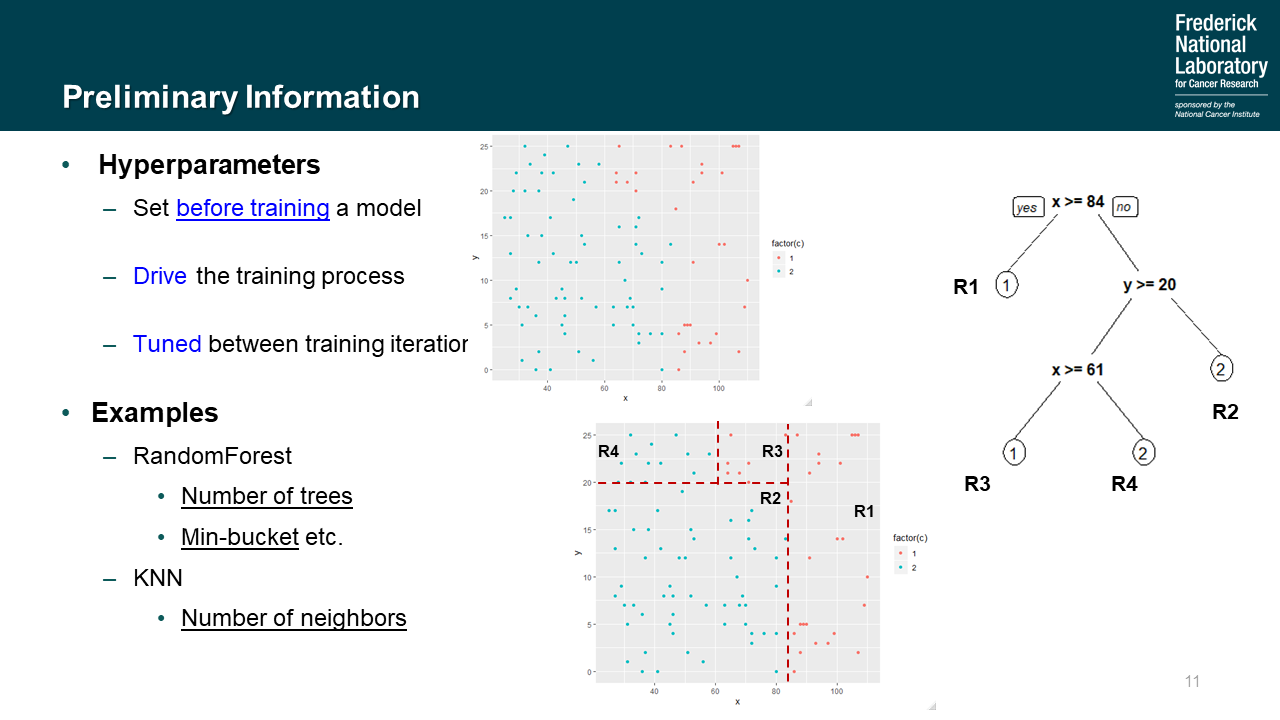 Frederick
National
Laboratory
for Cancer Research
sponsored by the
National Cancer Institute
Preliminary Information
• Hyperparameters
– Set before training a model
– Drive the training process
– Tuned between training iteration
• Examples
– RandomForest
• Number of trees
• Min-bucket etc.
– KNN
• Number of neighbors
25
20
15
10
5
0
y
40 60 80 100
x
factor(c)
1
2
25
20
15
10
5
0
y
40 60 80 100
x
R4
R3
R2
R1
factor(c)
1
2
yes x >= 84 no
R1 1
y >= 20
x >= 61
2
R2
1
2
R3
R4
11